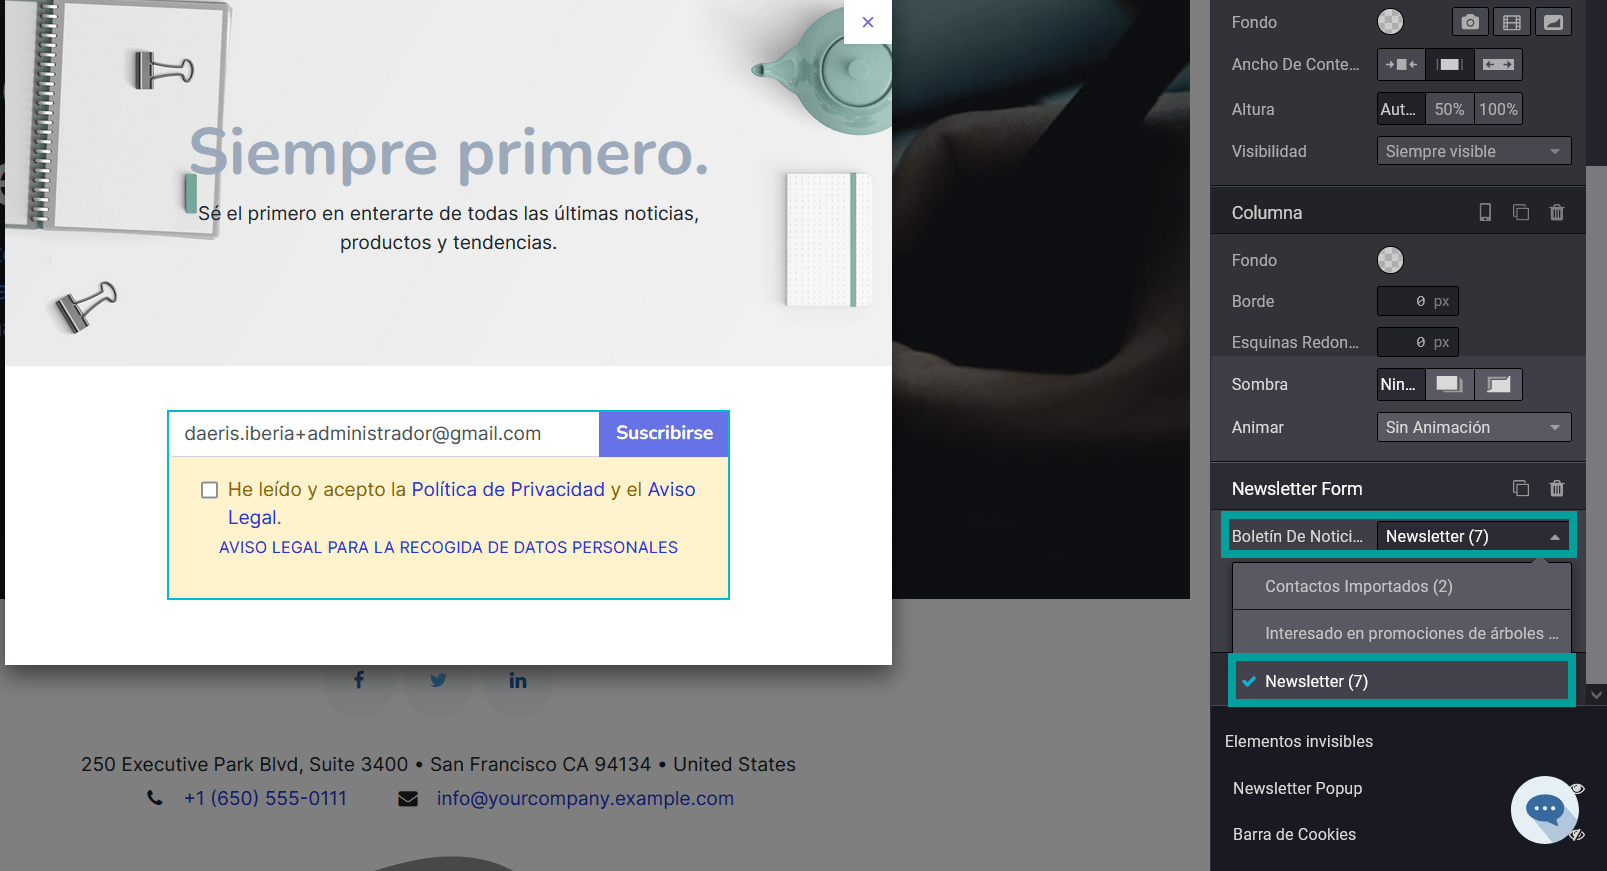 ×
Siempre primero.
Sé el primero en enterarte de todas las últimas noticias,
productos y tendencias.
daeris.iberia+administrador@gmail.com
Suscribirse
He leído y acepto la Política de Privacidad y el Aviso
Legal.
AVISO LEGAL PARA LA RECOGIDA DE DATOS PERSONALES
250 Executive Park Blvd, Suite 3400 • San Francisco CA 94134 • United States
+1 (650) 555-0111
info@yourcompany.example.com
Fondo
Ancho De Conte...
Altura
Aut...
50%
100%
Visibilidad
Siempre visible
Columna
Fondo
Borde
0 px
Esquinas Redon...
0 px
Sombra
Nin...
Animar
Sin Animación
Newsletter Form
Boletín De Notici...
Newsletter (7)
Contactos Importados (2)
Interesado en promociones de árboles ...
Newsletter (7)
Elementos invisibles
Newsletter Popup
Barra de Cookies